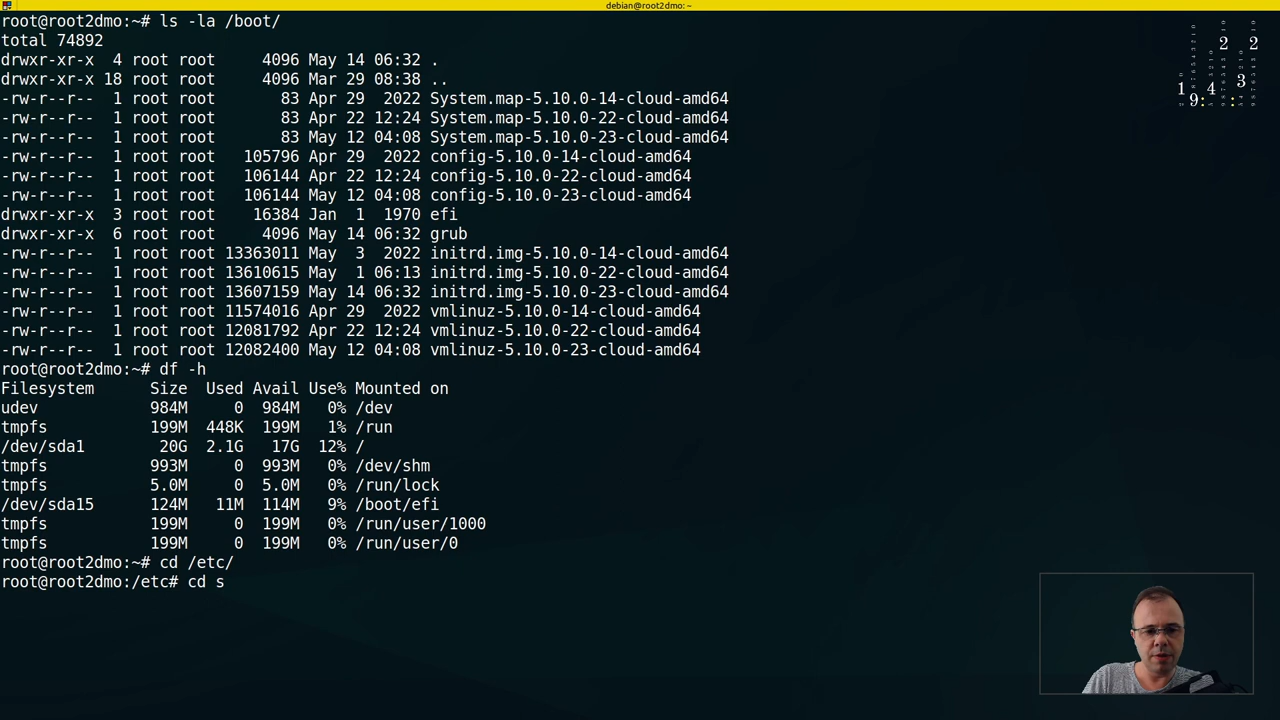 debian@root2dmo: ~
root@root2dmo:~# ls -la /boot/
total 74892
drwxr-xr-x  4 root root     4096 May 14 06:32 .
drwxr-xr-x 18 root root     4096 Mar 29 08:38 ..
-rw-r--r--  1 root root       83 Apr 29  2022 System.map-5.10.0-14-cloud-amd64
-rw-r--r--  1 root root       83 Apr 22 12:24 System.map-5.10.0-22-cloud-amd64
-rw-r--r--  1 root root       83 May 12 04:08 System.map-5.10.0-23-cloud-amd64
-rw-r--r--  1 root root   105796 Apr 29  2022 config-5.10.0-14-cloud-amd64
-rw-r--r--  1 root root   106144 Apr 22 12:24 config-5.10.0-22-cloud-amd64
-rw-r--r--  1 root root   106144 May 12 04:08 config-5.10.0-23-cloud-amd64
drwxr-xr-x  3 root root    16384 Jan  1  1970 efi
drwxr-xr-x  6 root root     4096 May 14 06:32 grub
-rw-r--r--  1 root root 13363011 May  3  2022 initrd.img-5.10.0-14-cloud-amd64
-rw-r--r--  1 root root 13610615 May  1 06:13 initrd.img-5.10.0-22-cloud-amd64
-rw-r--r--  1 root root 13607159 May 14 06:32 initrd.img-5.10.0-23-cloud-amd64
-rw-r--r--  1 root root 11574016 Apr 29  2022 vmlinuz-5.10.0-14-cloud-amd64
-rw-r--r--  1 root root 12081792 Apr 22 12:24 vmlinuz-5.10.0-22-cloud-amd64
-rw-r--r--  1 root root 12082400 May 12 04:08 vmlinuz-5.10.0-23-cloud-amd64
root@root2dmo:~# df -h
Filesystem      Size  Used Avail Use% Mounted on
udev            984M     0  984M   0% /dev
tmpfs           199M  448K  199M   1% /run
/dev/sda1        20G  2.1G   17G  12% /
tmpfs           993M     0  993M   0% /dev/shm
tmpfs           5.0M     0  5.0M   0% /run/lock
/dev/sda15      124M   11M  114M   9% /boot/efi
tmpfs           199M     0  199M   0% /run/user/1000
tmpfs           199M     0  199M   0% /run/user/0
root@root2dmo:~# cd /etc/
root@root2dmo:/etc# cd s